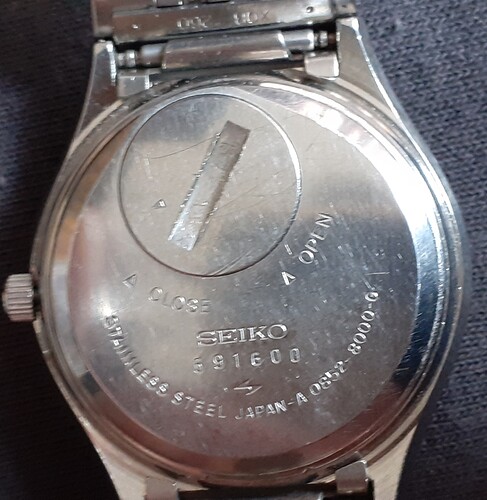 CLOSE
OPEN
SEIKO
591600
STAINLESS STEEL JAPAN-A 0852-8000-G